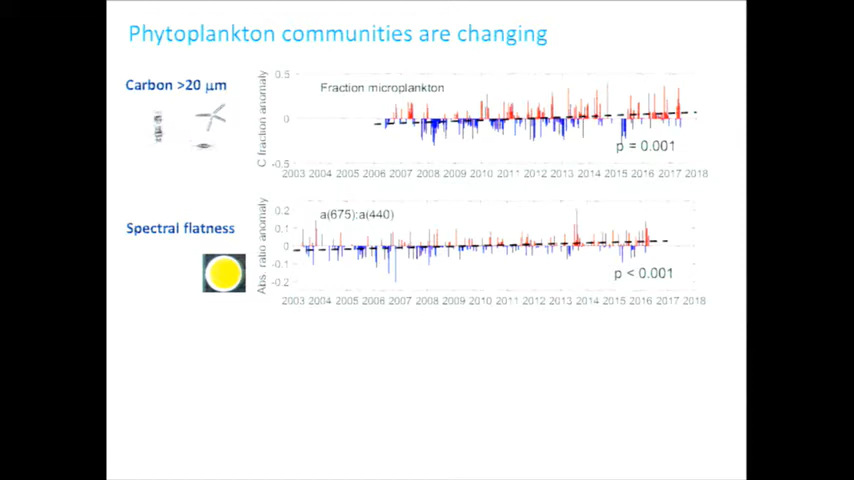 Phytoplankton communities are changing
Carbon >20 μm
C fraction anomaly
0.5
0
-0.5
Fraction microplankton
p = 0.001
2003 2004 2005 2006 2007 2008 2009 2010 2011 2012 2013 2014 2015 2016 2017 2018
Spectral flatness
Abs. ratio anomaly
0.2
0.1
0
-0.1
-0.2
a(675):a(440)
p < 0.001
2003 2004 2005 2006 2007 2008 2009 2010 2011 2012 2013 2014 2015 2016 2017 2018